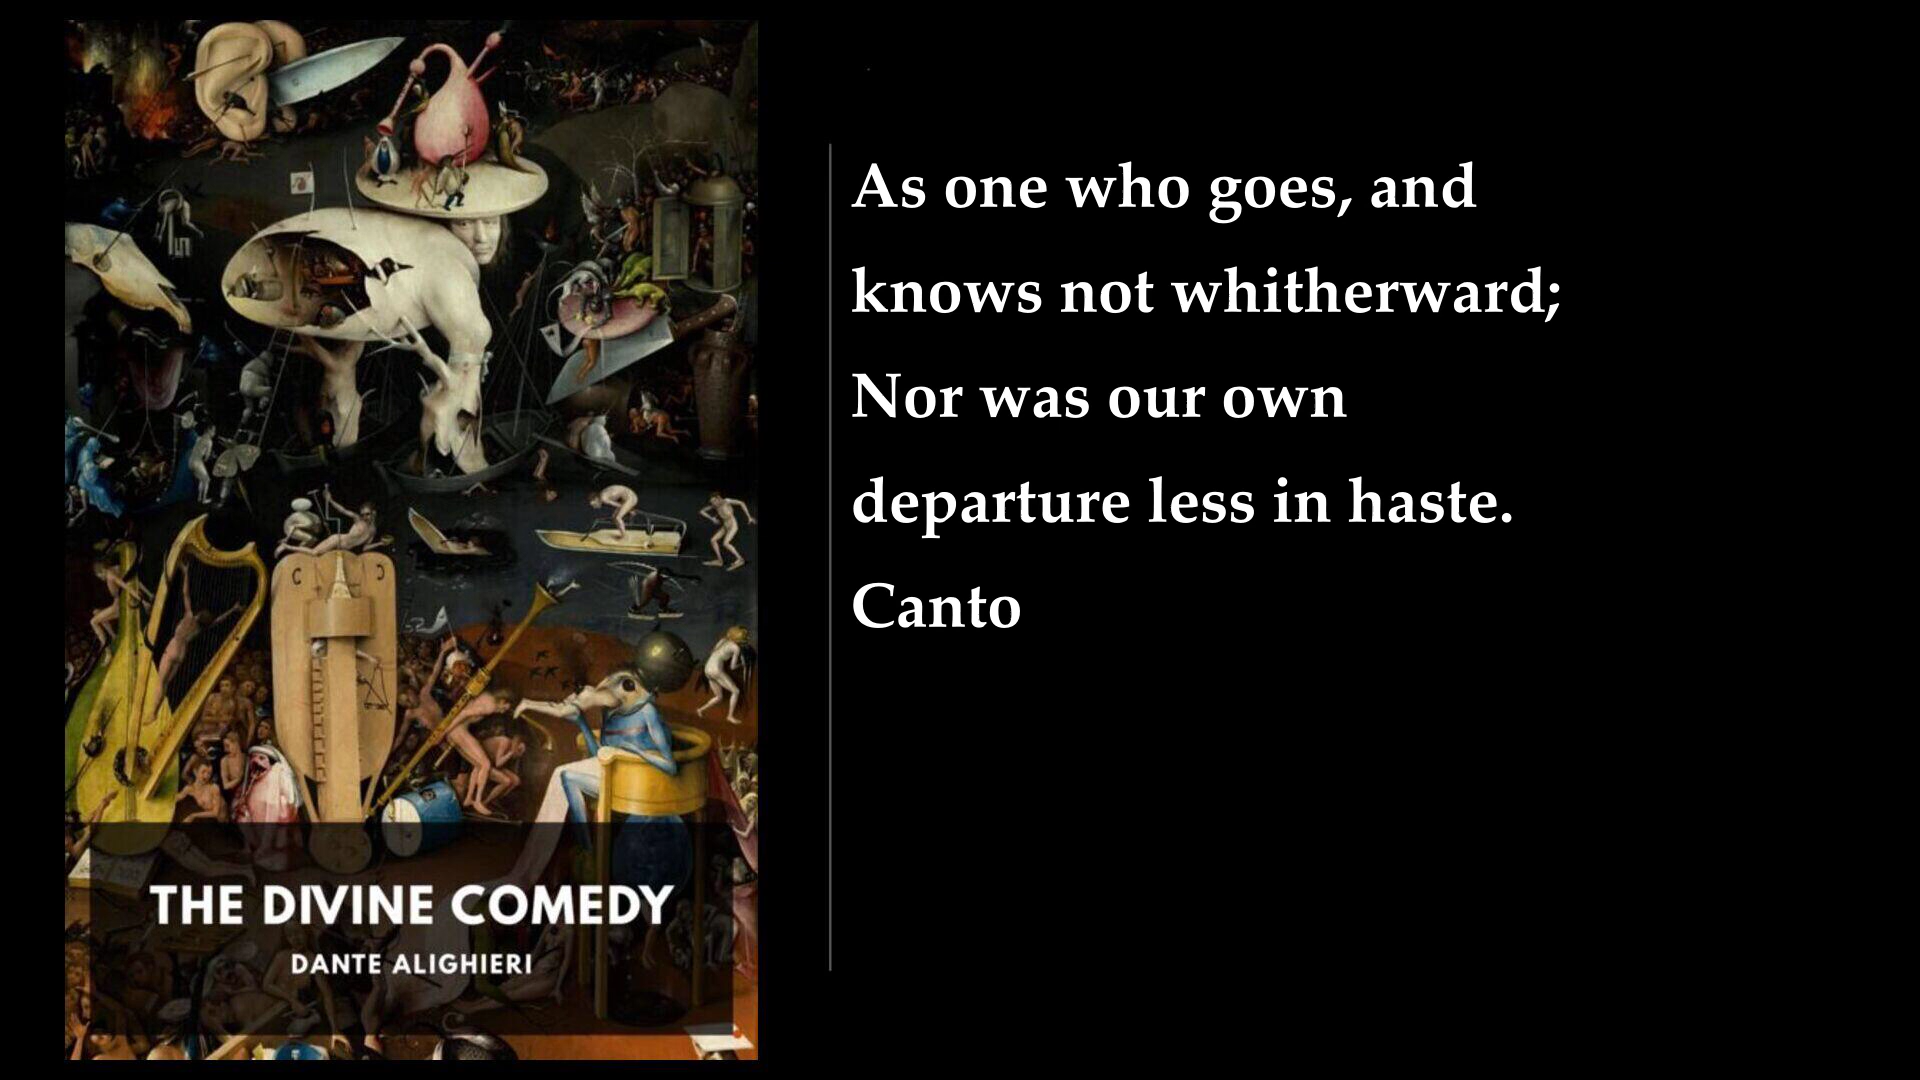 As one who goes, and
knows not whitherward;
Nor was our own
departure less in haste.
Canto
THE DIVINE COMEDY
DANTE ALIGHIERI